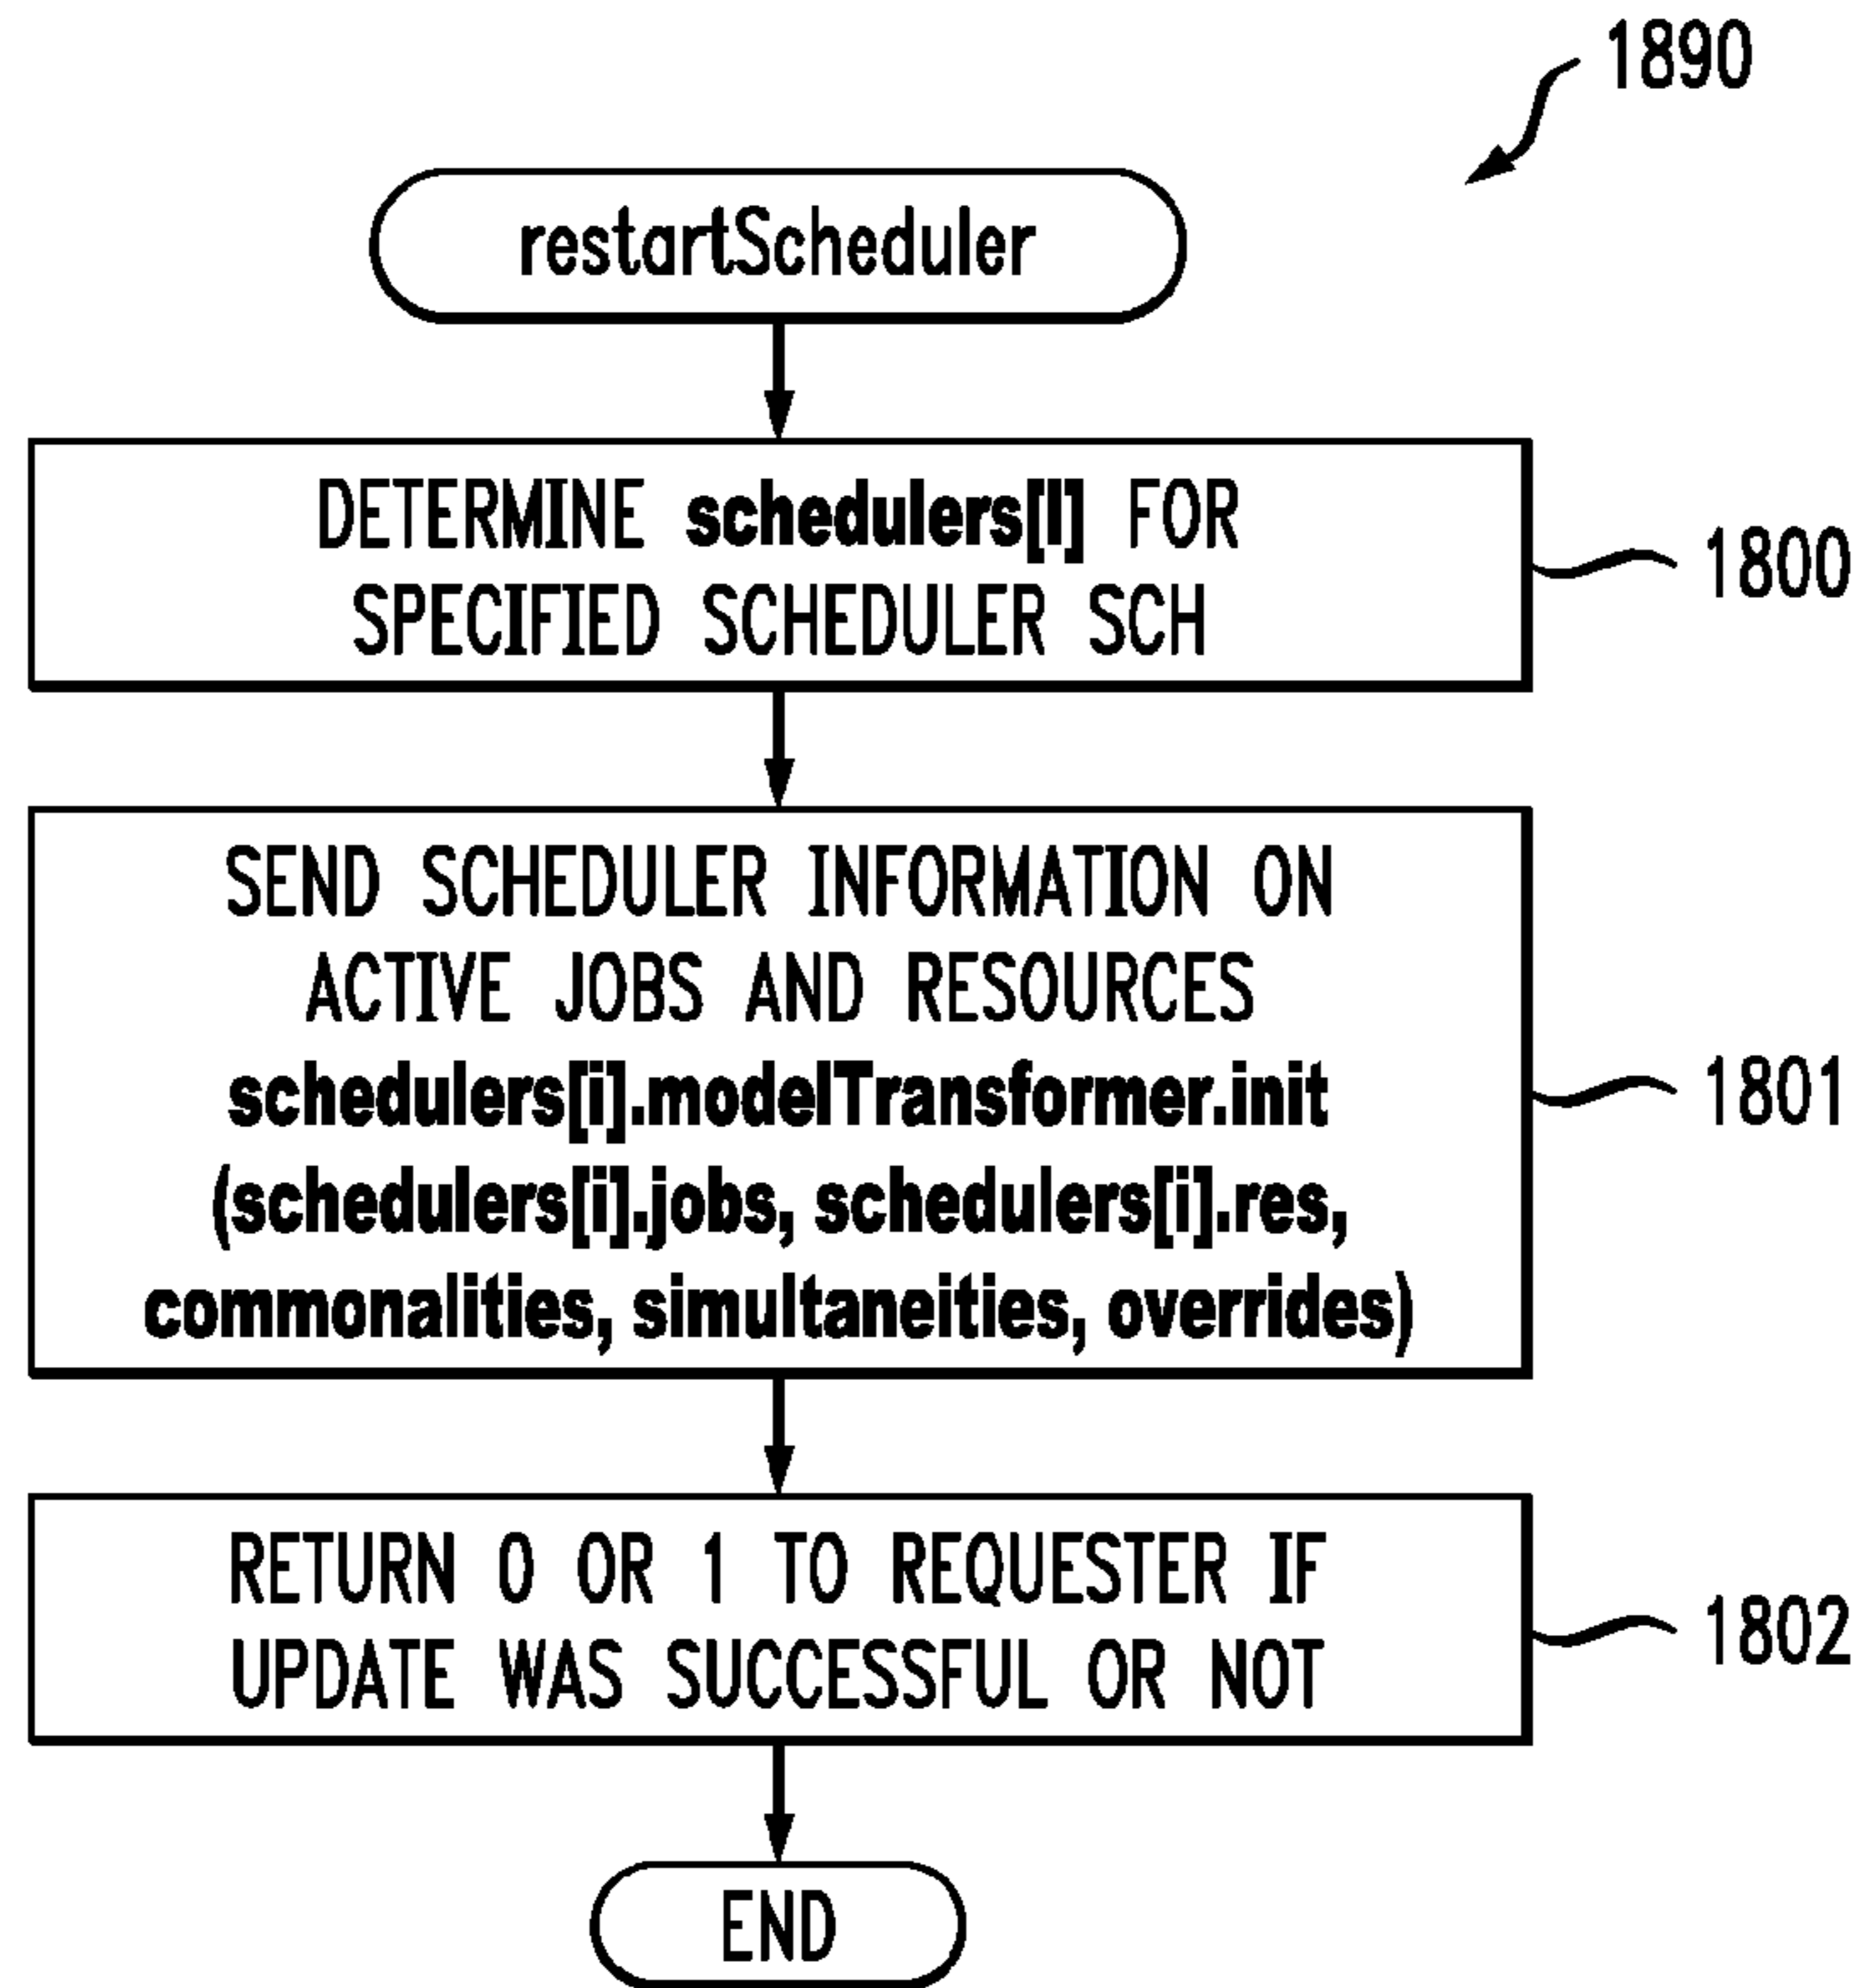 1890
restartScheduler
DETERMINE schedulers[I] FOR
SPECIFIED SCHEDULER SCH
1800
SEND SCHEDULER INFORMATION ON
ACTIVE JOBS AND RESOURCES
schedulers[i].modelTransformer.init
(schedulers[i].jobs, schedulers[i].res,
commonalities, simultaneities, overrides)
1801
RETURN 0 OR 1 TO REQUESTER IF
UPDATE WAS SUCCESSFUL OR NOT
1802
END